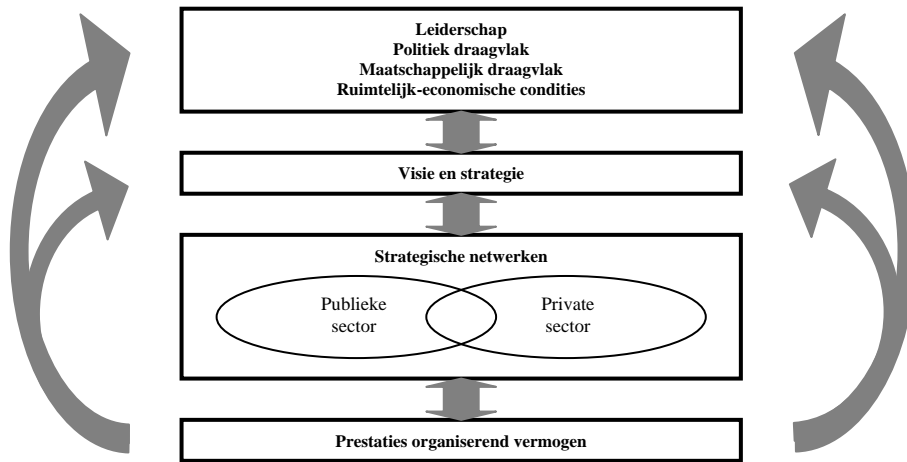 Leiderschap
Politiek draagvlak
Maatschappelijk draagvlak
Ruimtelijk-economische condities
Visie en strategie
Strategische netwerken
Publieke
sector
Private
sector
Prestaties organiserend vermogen